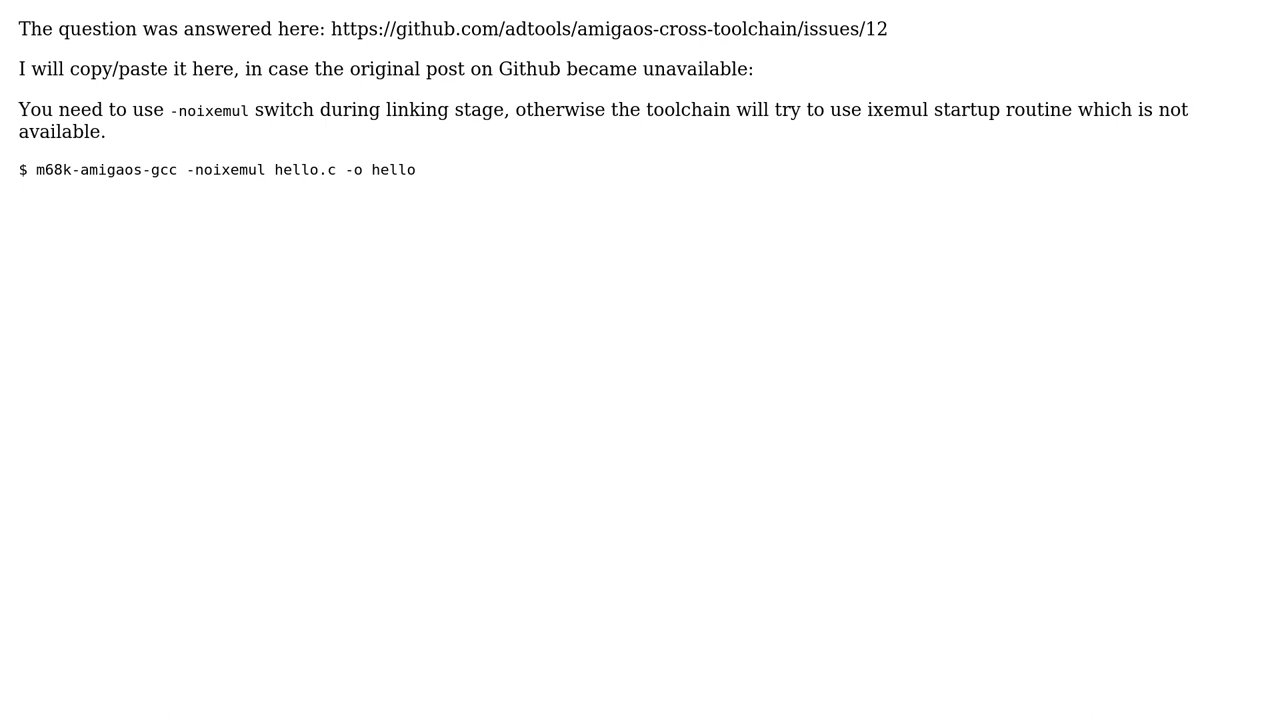 The question was answered here: https://github.com/adtools/amigaos-cross-toolchain/issues/12
I will copy/paste it here, in case the original post on Github became unavailable:
You need to use -noixemul switch during linking stage, otherwise the toolchain will try to use ixemul startup routine which is not
available.
$ m68k-amigaos-gcc -noixemul hello.c -o hello